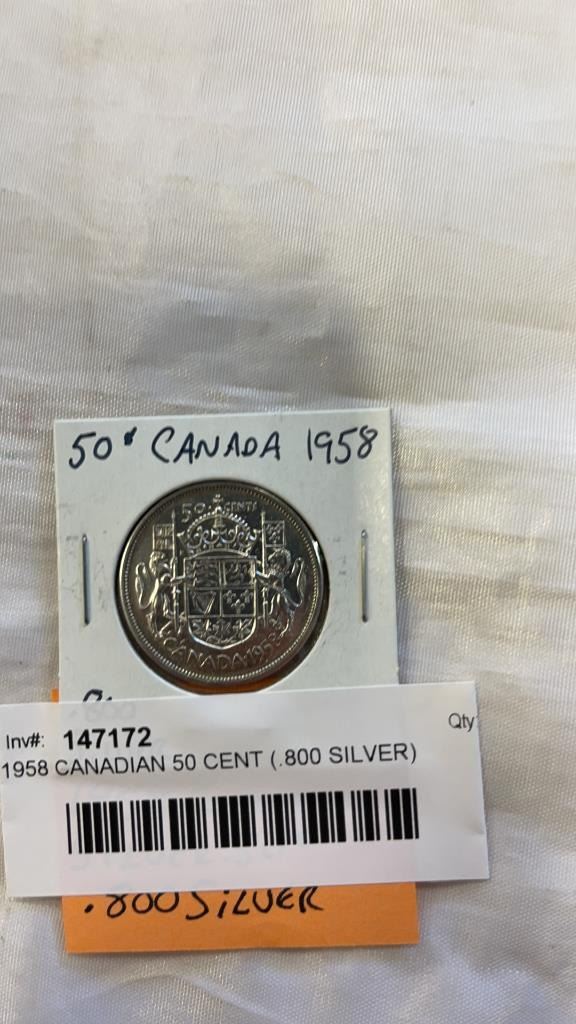 50¢ CANADA 1958
50 CENTS
CANADA·1958
Inv#: 147172 Qty
1958 CANADIAN 50 CENT (.800 SILVER)
.800 SILVER